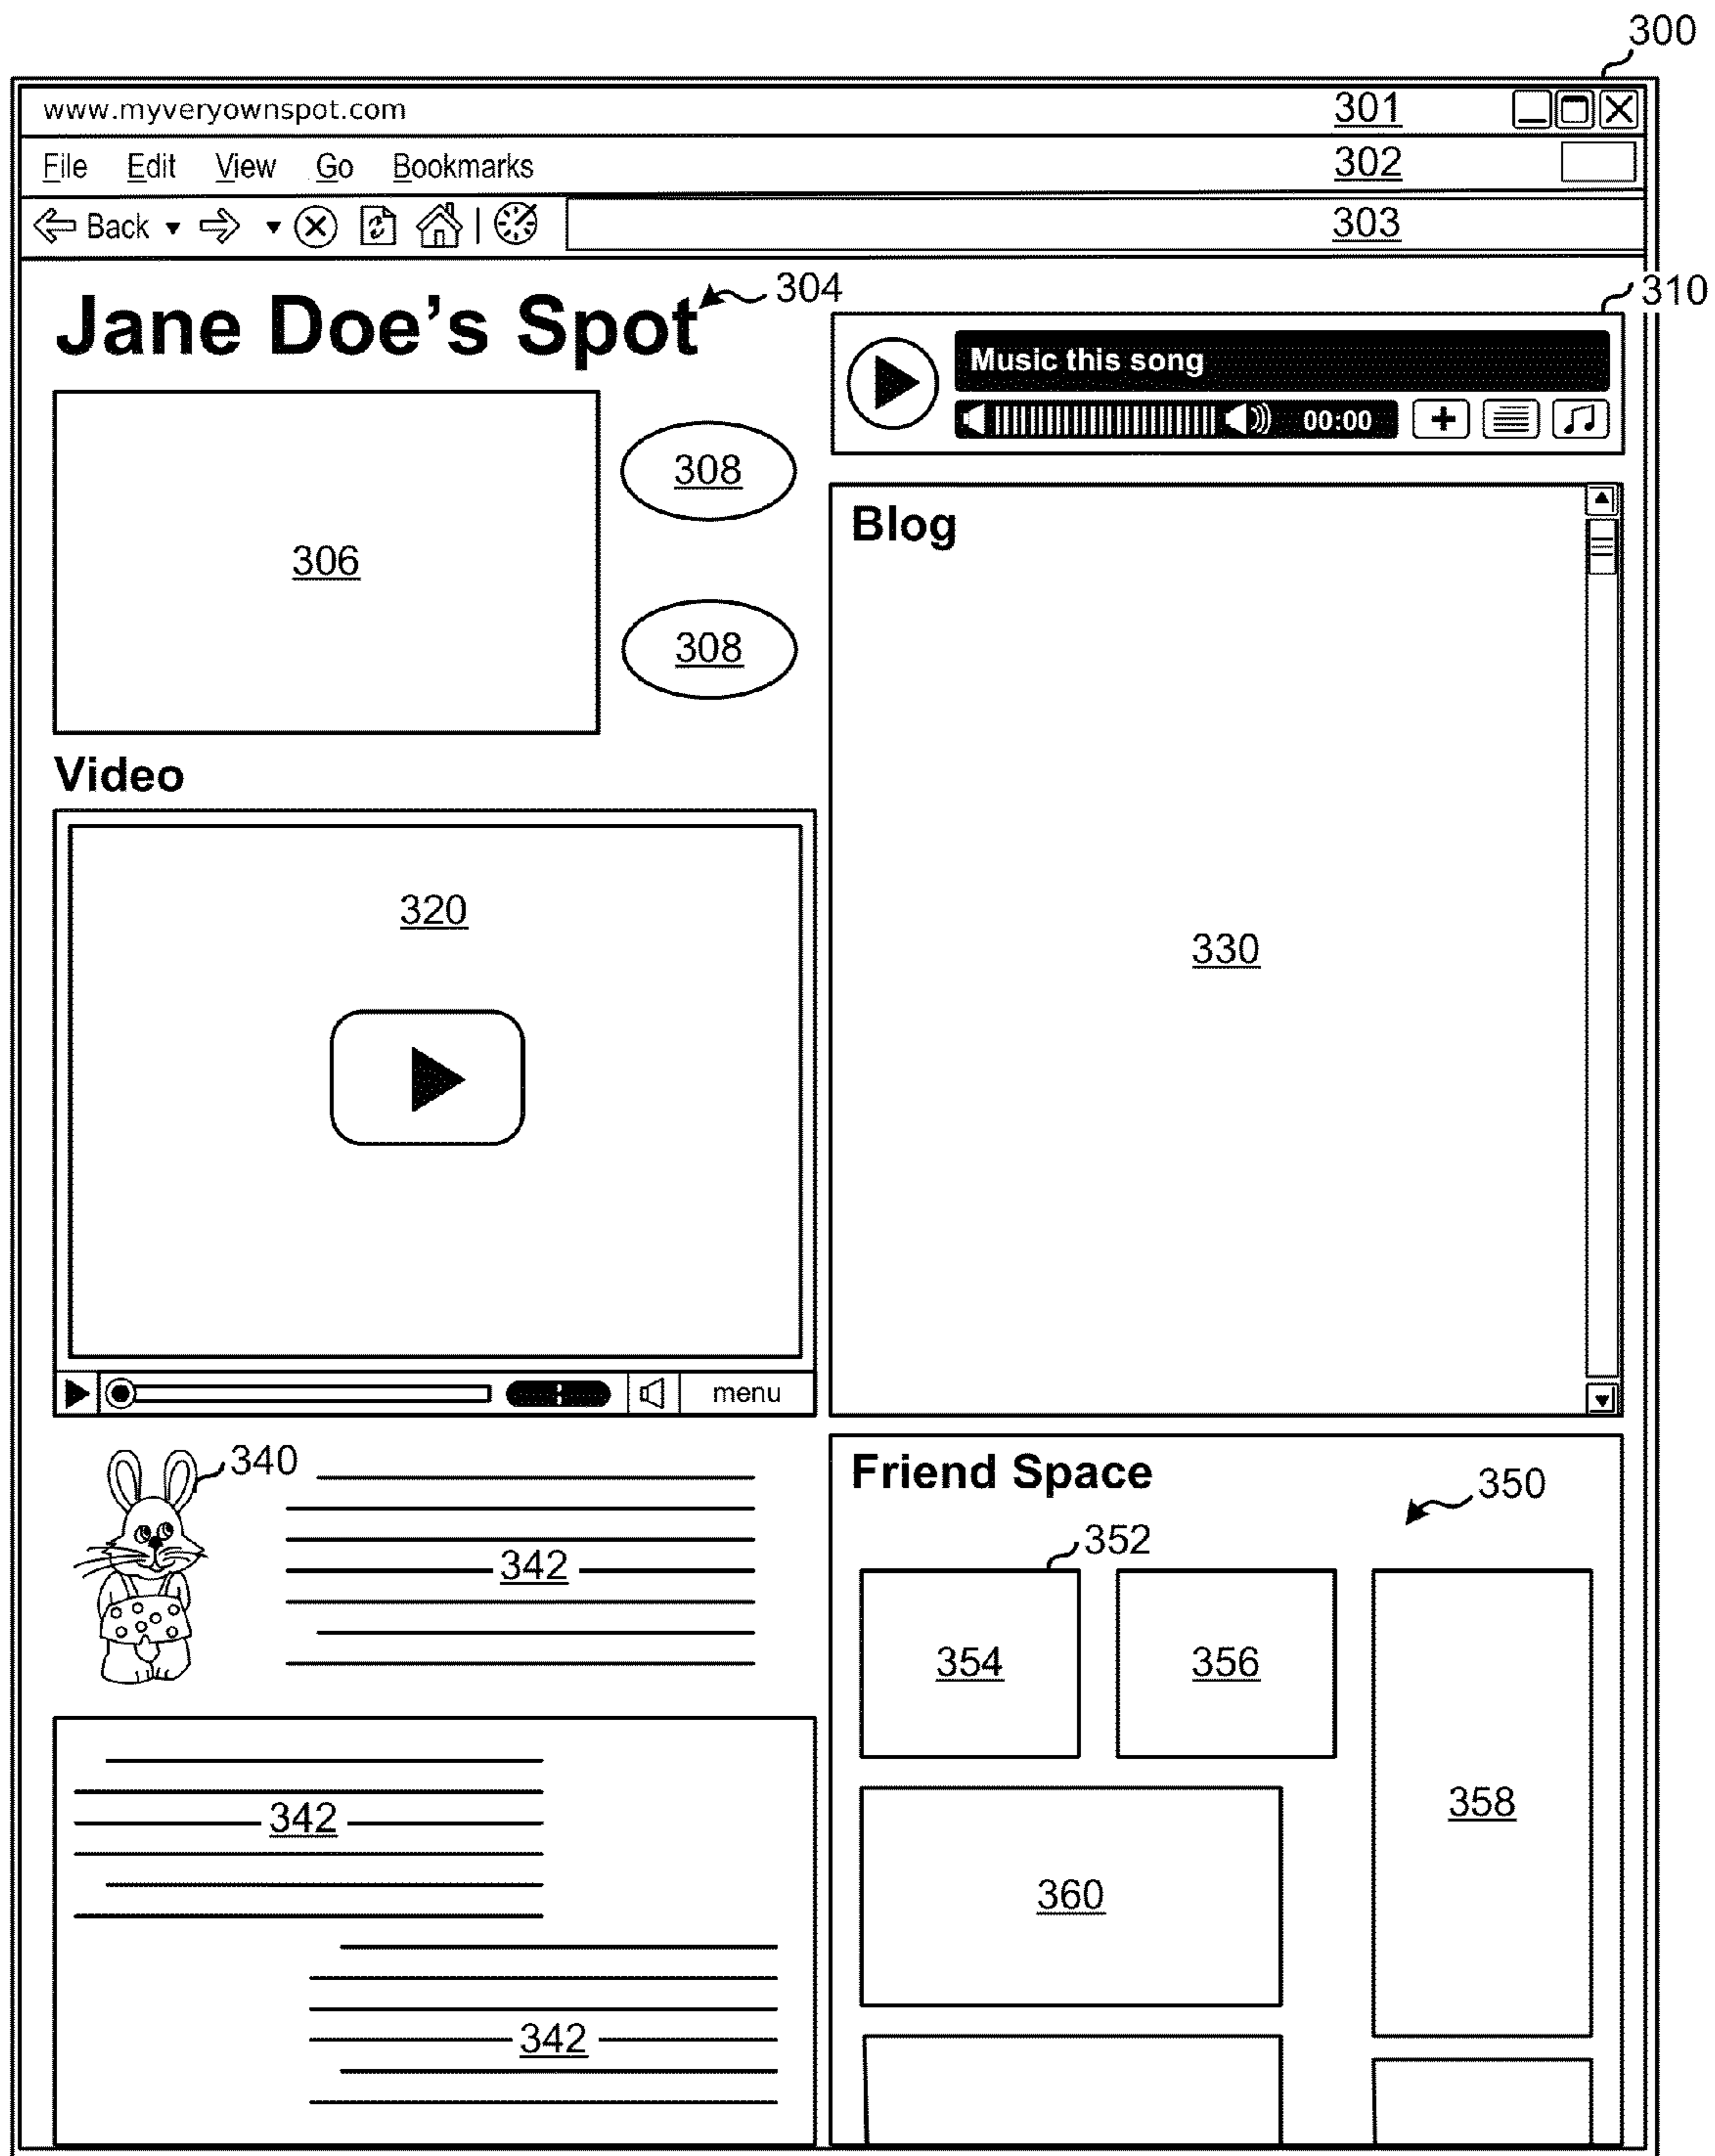 300
www.myveryownspot.com 301
File Edit View Go Bookmarks 302
Back 303
Jane Doe's Spot 304
310
Music this song
00:00
308
306
308
Blog
Video
320
330
menu
340
342
Friend Space
350
352
354 356
358
342
360
342